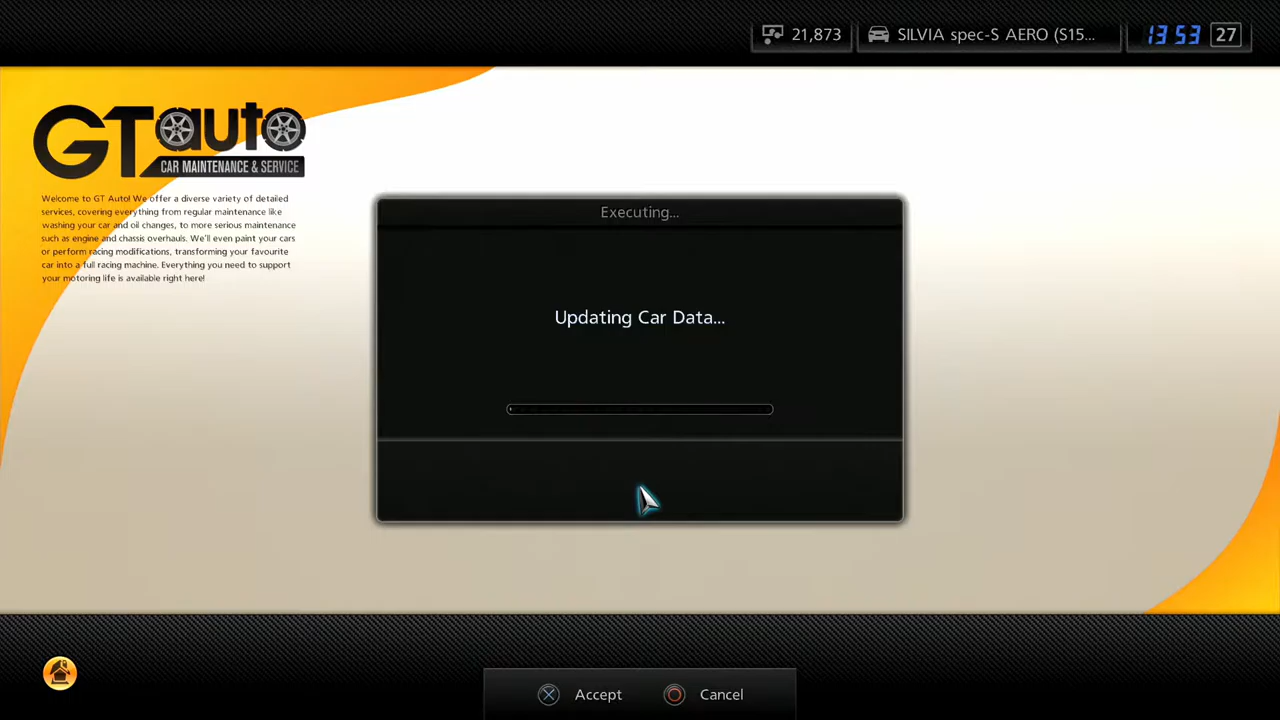 21,873
SILVIA spec-S AERO (S15...
13 53
27
GT auto
CAR MAINTENANCE & SERVICE
Welcome to GT Auto! We offer a diverse variety of detailed
services, covering everything from regular maintenance like
washing your car and oil changes, to more serious maintenance
such as engine and chassis overhauls. We'll even paint your cars
or perform racing modifications, transforming your favourite
car into a full racing machine. Everything you need to support
your motoring life is available right here!
Executing...
Updating Car Data...
Accept
Cancel